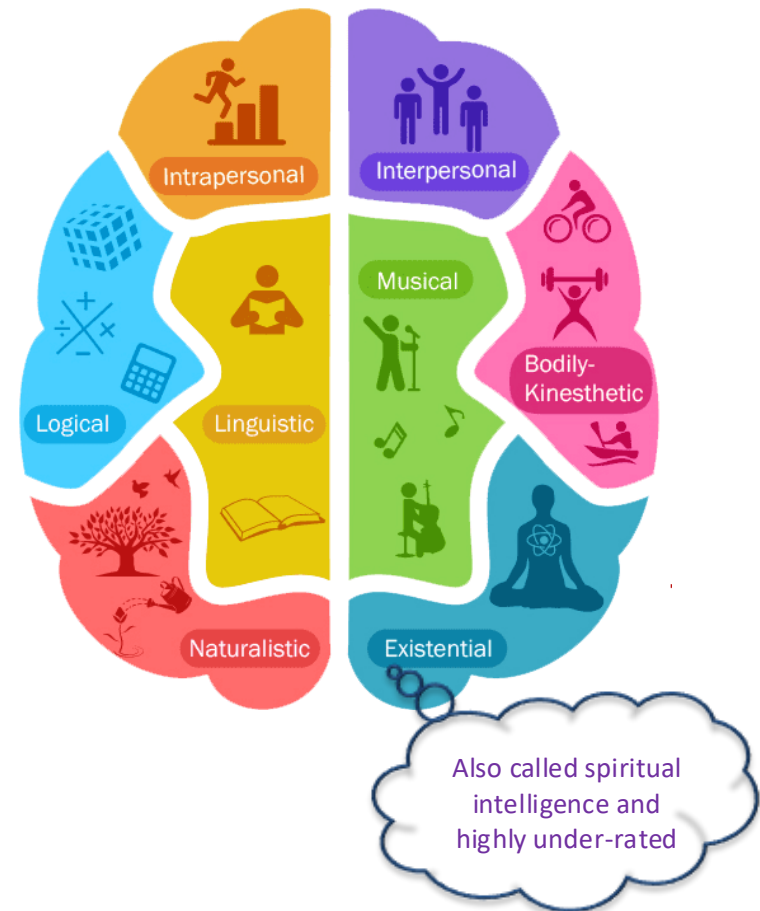 Intrapersonal
Interpersonal
Musical
Bodily-
Kinesthetic
Logical
Linguistic
Naturalistic
Existential
Also called spiritual
intelligence and
highly under-rated